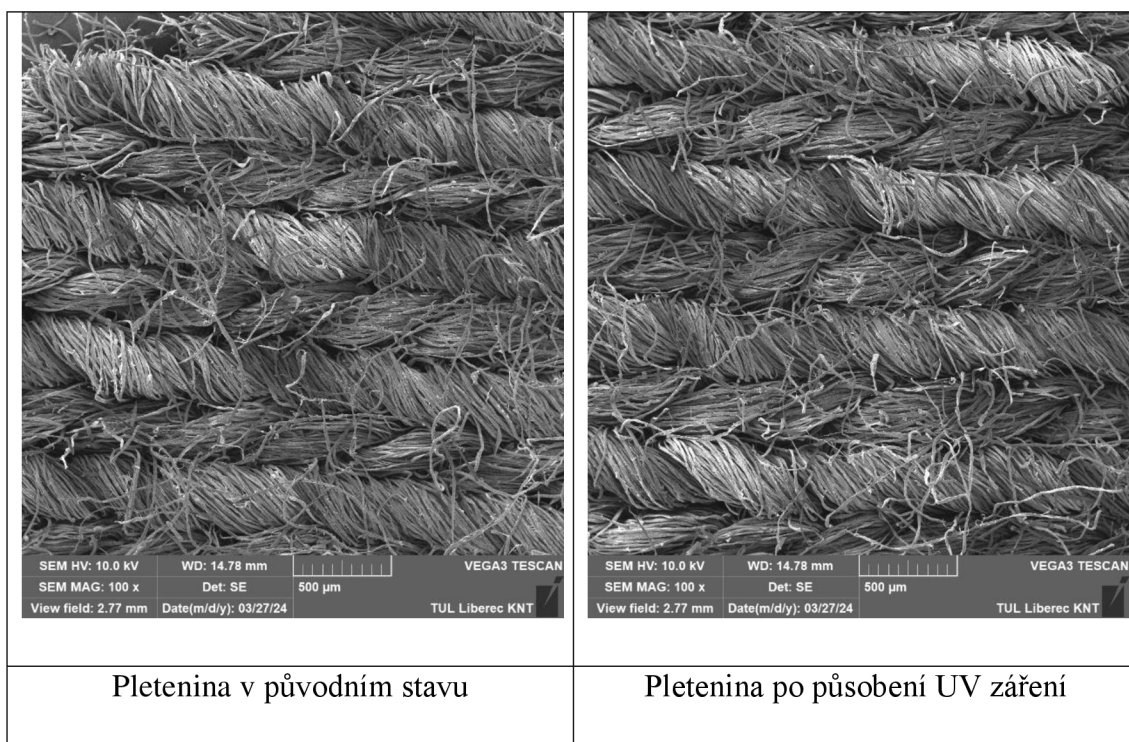 SEM HV: 10.0 kV WD: 14.78 mm VEGA3 TESCAN
SEM MAG: 100 x Det: SE 500 µm
View field: 2.77 mm Date(m/d/y): 03/27/24 TUL Liberec KNT
SEM HV: 10.0 kV WD: 14.78 mm VEGA3 TESCAN
SEM MAG: 100 x Det: SE 500 µm
View field: 2.77 mm Date(m/d/y): 03/27/24 TUL Liberec KNT
Pletenina v původním stavu
Pletenina po působení UV záření